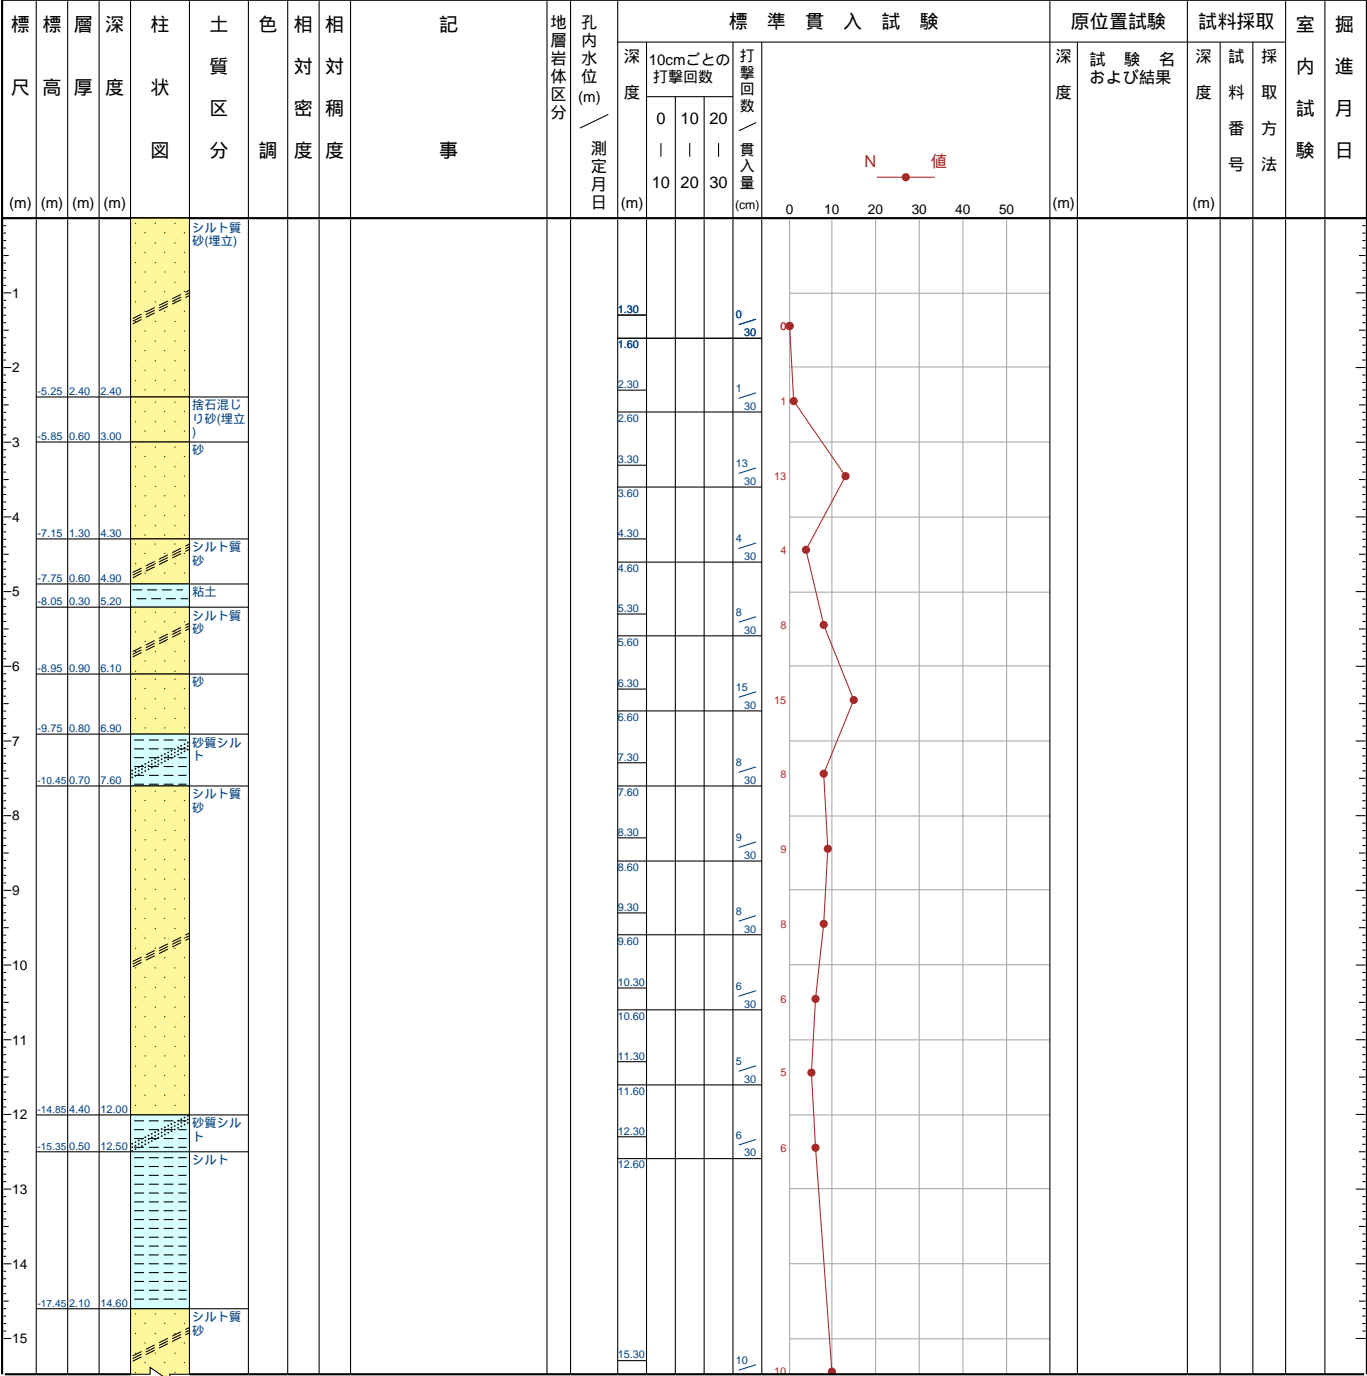 標尺(m)
標高(m)
層厚(m)
深度(m)
柱状図
土質区分
色調
相対密度
相対稠度
記事
地層岩体区分
孔内水位(m)／測定月日
標準貫入試験
深度(m)
10cmごとの
打撃回数
0 10 20
| | |
10 20 30
打撃回数／貫入量(cm)
N 値
0 10 20 30 40 50
原位置試験
深度(m)
試験名
および結果
試料採取
深度(m)
試料番号
採取方法
室内試験
掘進月日
シルト質
砂(埋立)
1
1.30 0/30 0
1.60
2
-5.25 2.40 2.40
2.30 1/30 1
捨石混じ
り砂(埋立
)
2.60
-5.85 0.60 3.00
3
砂
3.30 13/30 13
3.60
4
-7.15 1.30 4.30
4.30 4/30 4
シルト質
砂
4.60
-7.75 0.60 4.90
5
粘土
-8.05 0.30 5.20
シルト質
砂
5.30 8/30 8
5.60
6
-8.95 0.90 6.10
砂
6.30 15/30 15
6.60
-9.75 0.80 6.90
7
砂質シル
ト
7.30 8/30 8
-10.45 0.70 7.60
7.60
シルト質
砂
8
8.30 9/30 9
8.60
9
9.30 8/30 8
9.60
10
10.30 6/30 6
10.60
11
11.30 5/30 5
11.60
-14.85 4.40 12.00
12
砂質シル
ト
12.30 6/30 6
-15.35 0.50 12.50
シルト
12.60
13
14
-17.45 2.10 14.60
シルト質
砂
15
15.30 10/ 10